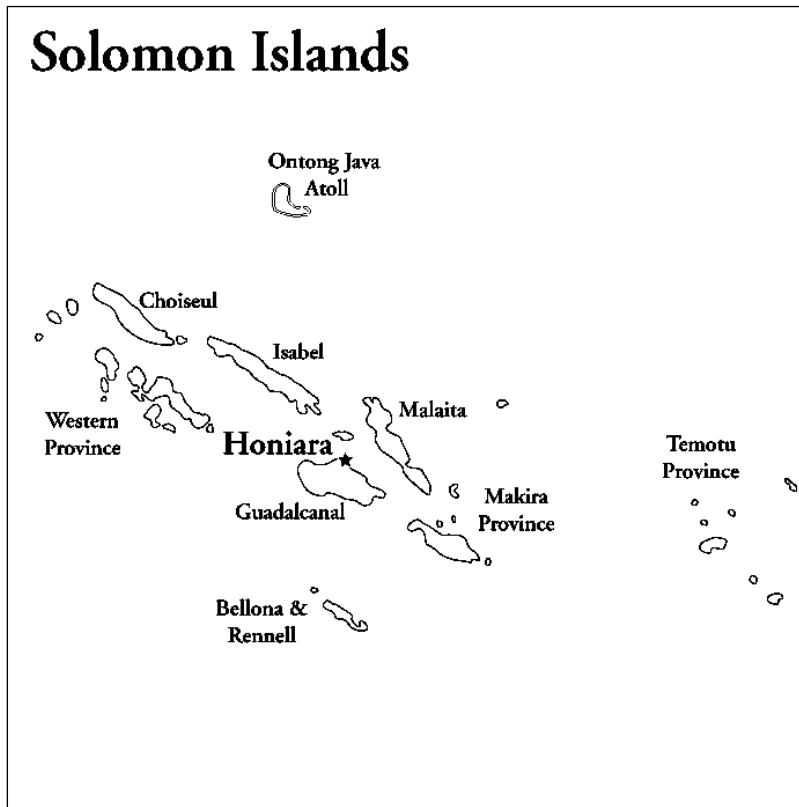 Solomon Islands
Ontong Java
Atoll
Choiseul
Isabel
Malaita
Western
Province
Honiara
Temotu
Province
Guadalcanal
Makira
Province
Bellona &
Rennell